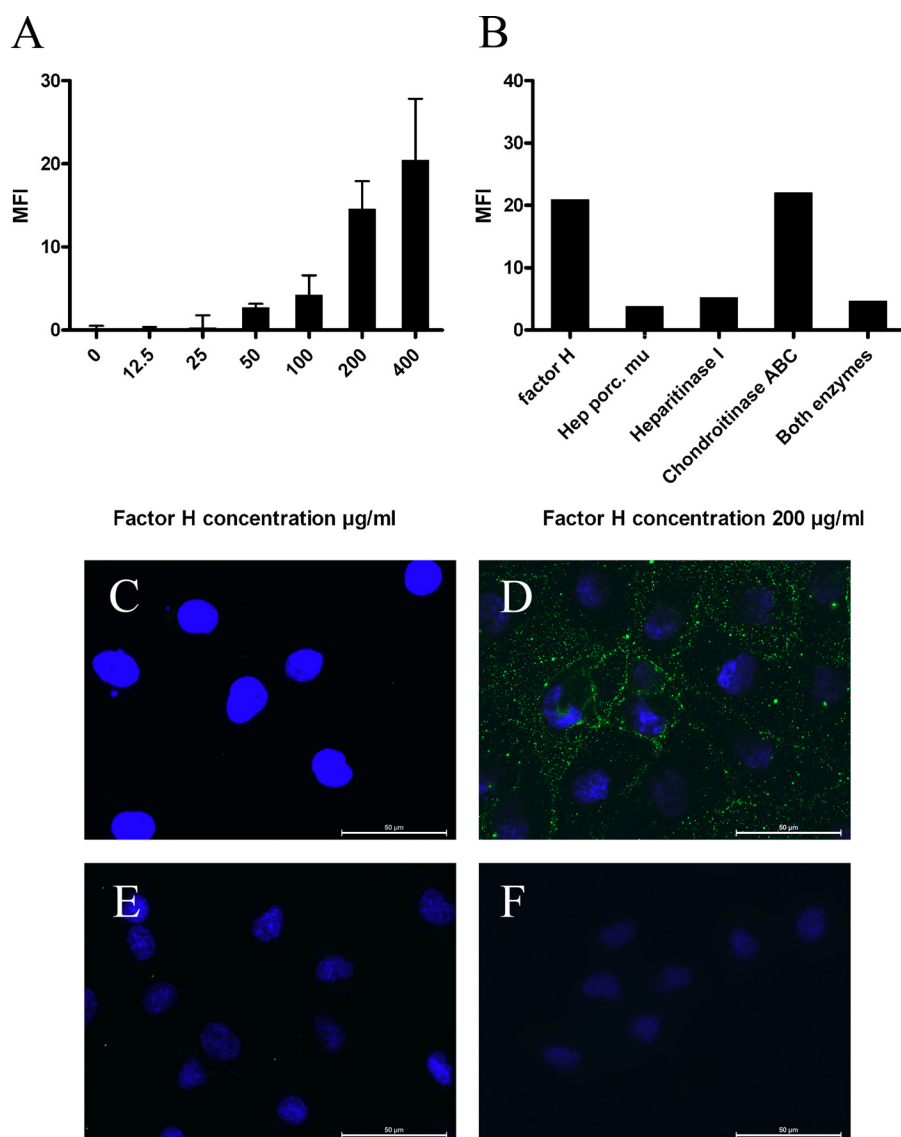 A
B
30
20
10
0
MFI
0
12.5
25
50
100
200
400
40
30
20
10
0
MFI
factor H
Hep porc. mu
Heparitinase I
Chondroitinase ABC
Both enzymes
Factor H concentration µg/ml
Factor H concentration 200 µg/ml
C
50 µm
D
50 µm
E
50 µm
F
50 µm